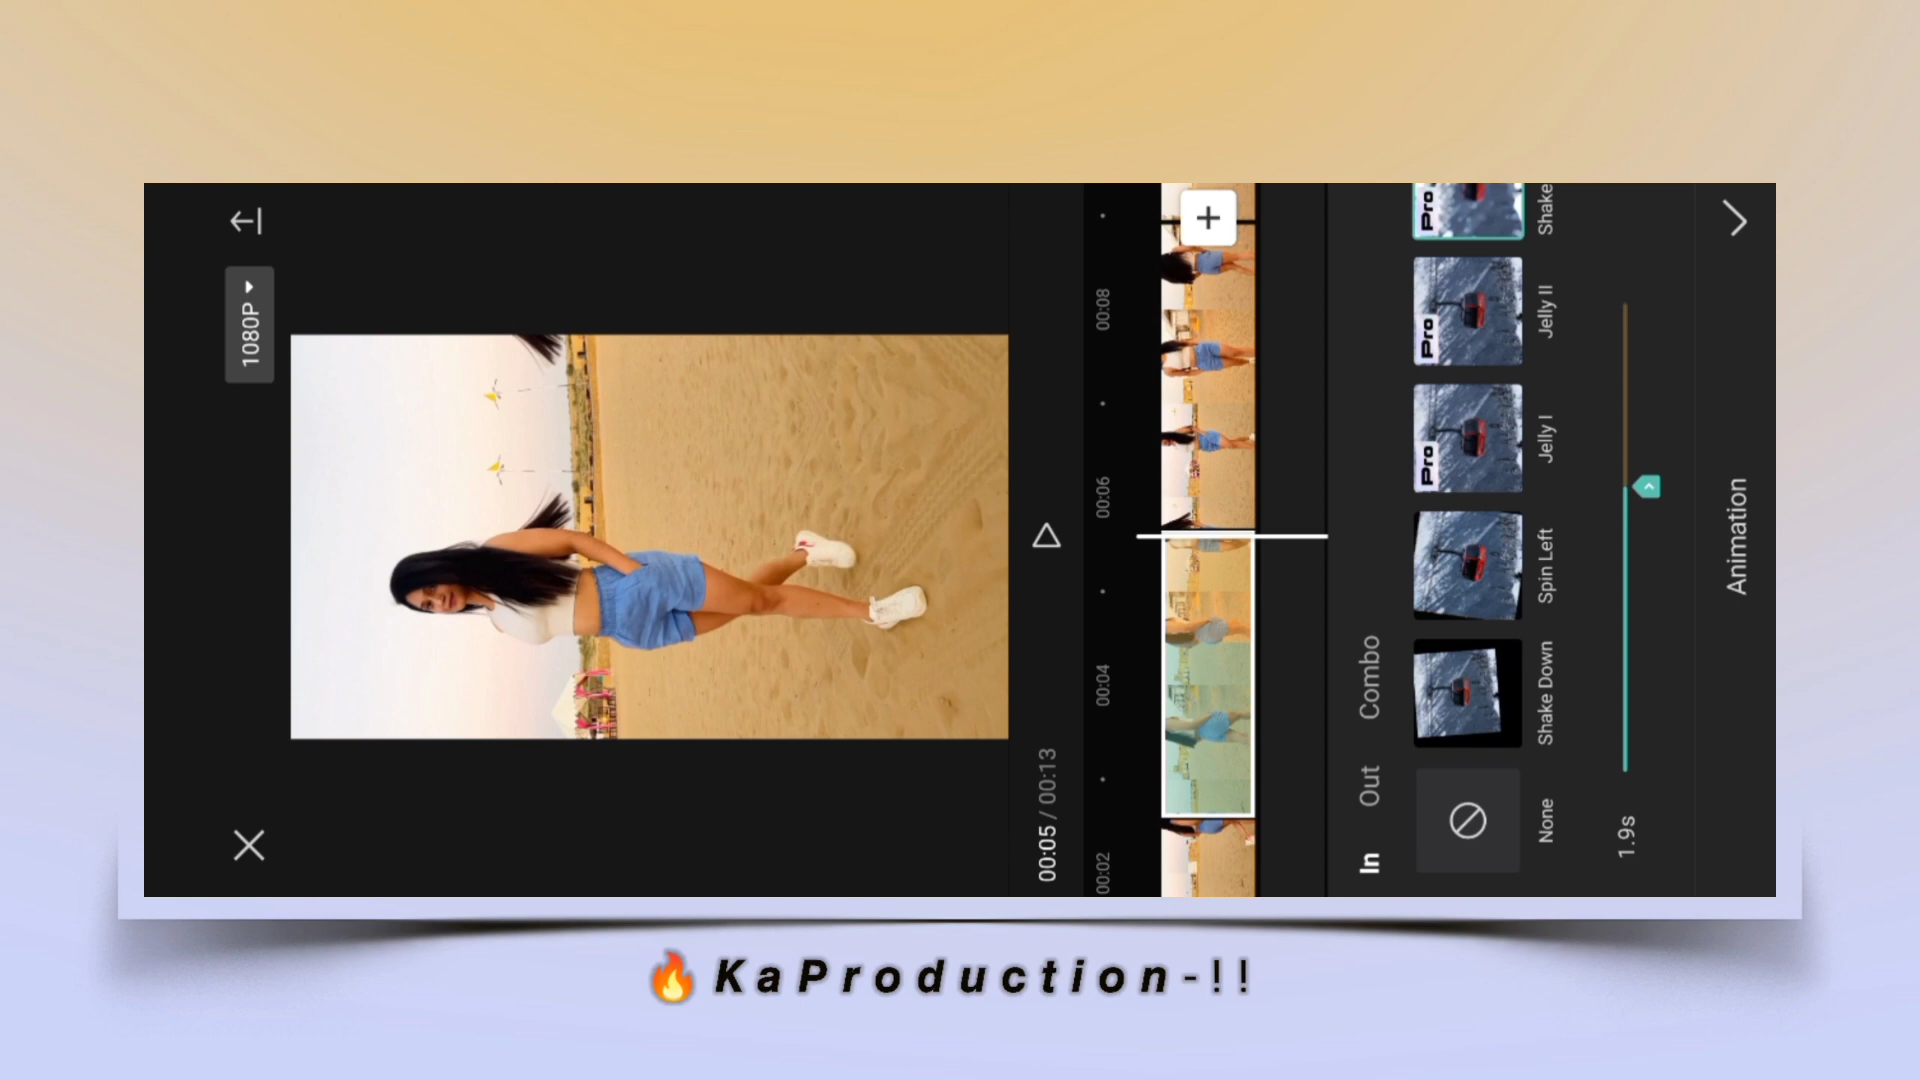 1080P
00:05 / 00:13
00:02
00:04
00:06
00:08
In Out Combo
None
Shake Down
Spin Left
Pro
Jelly I
Pro
Jelly II
Pro
Shake
1.9s
Animation
🔥 KaProduction-!!